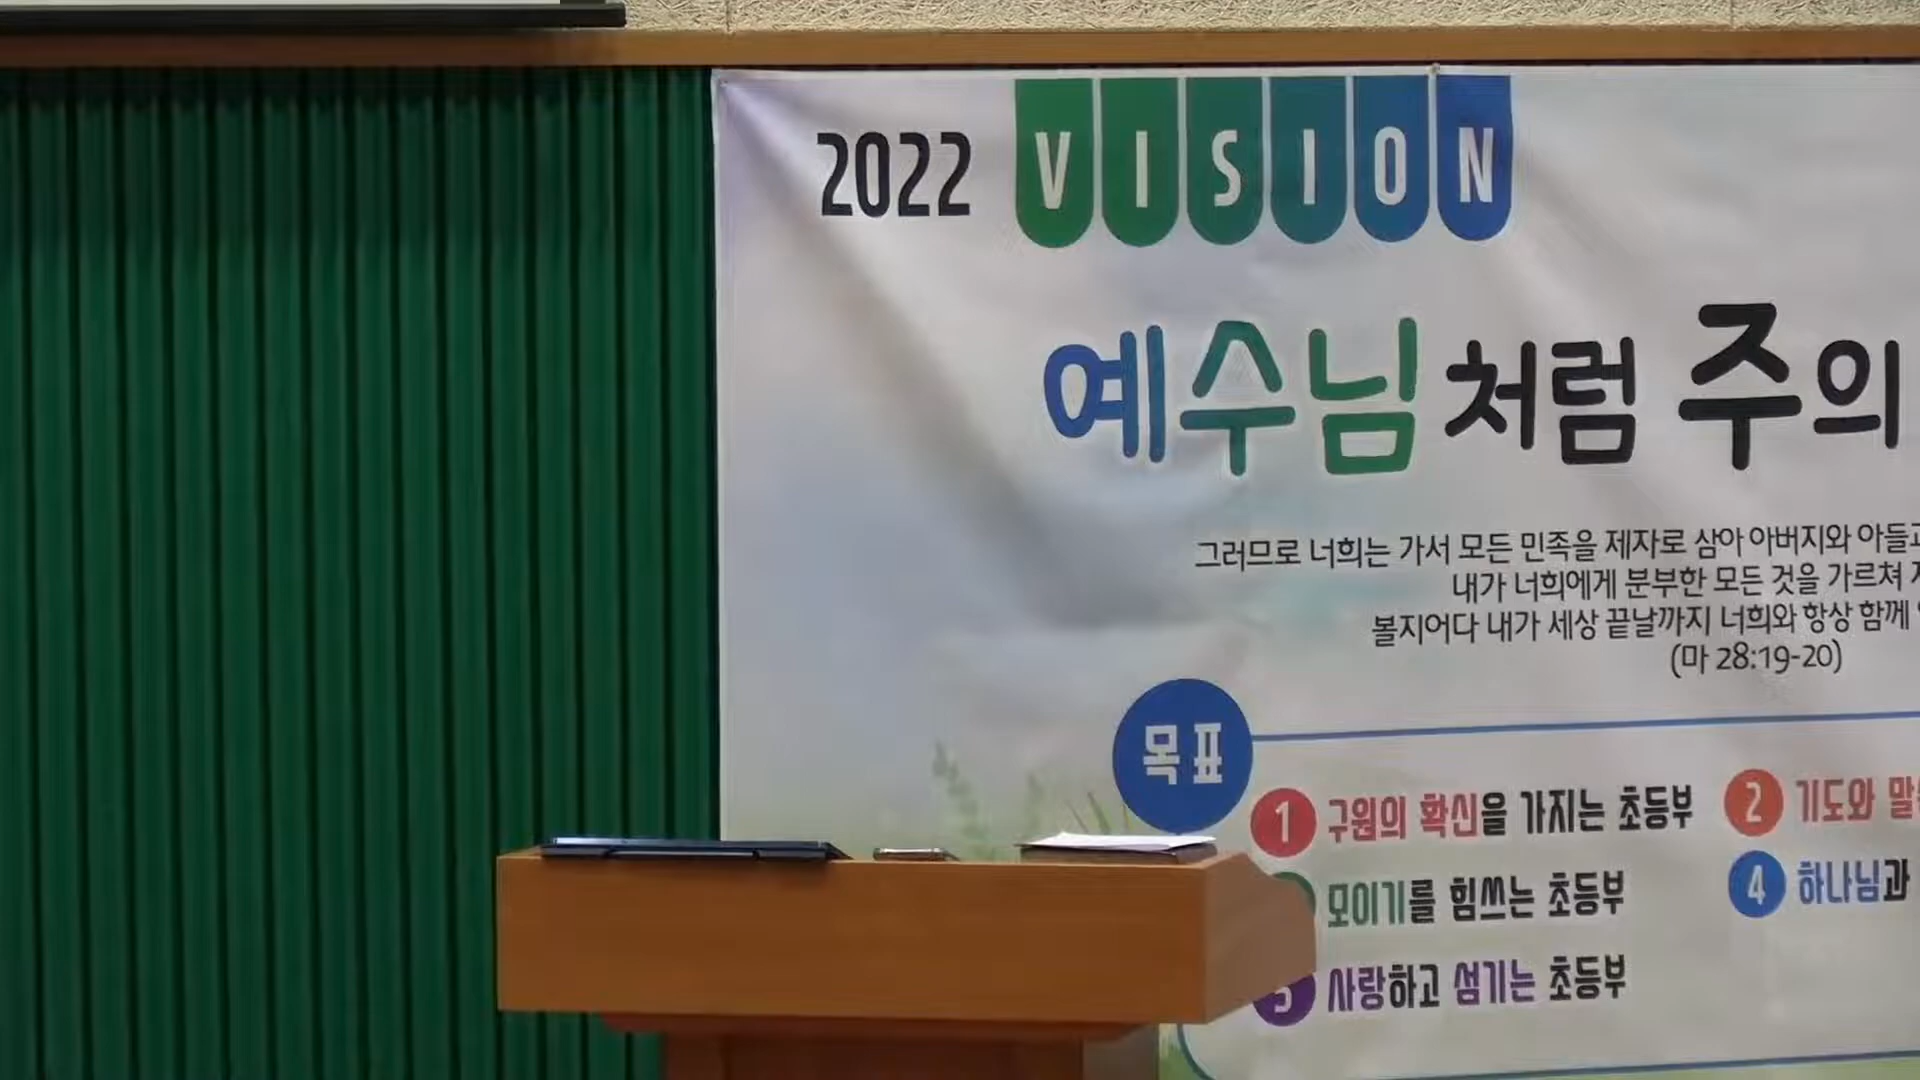 2022 VISION
예수님처럼 주의
그러므로 너희는 가서 모든 민족을 제자로 삼아 아버지와 아들과
내가 너희에게 분부한 모든 것을 가르쳐
볼지어다 내가 세상 끝날까지 너희와 항상 함께
(마 28:19-20)
목표
1 구원의 확신을 가지는 초등부
2 기도와
모이기를 힘쓰는 초등부
4 하나님과
5 사랑하고 섬기는 초등부